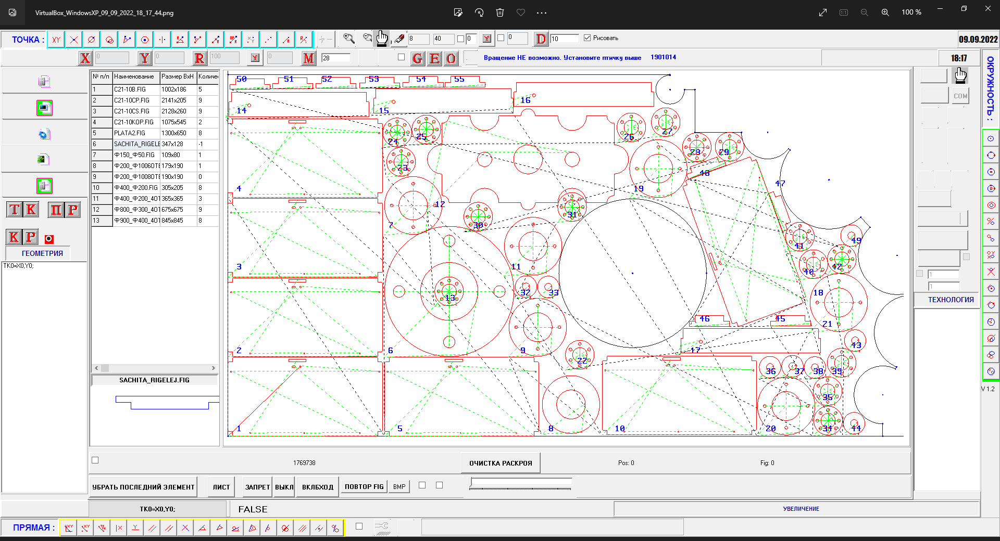 VirtualBox_WindowsXP_09_09_2022_18_17_44.png
100 %
ТОЧКА :
8
40
0
0
D
10
Рисовать
09.09.2022
X
0
Y
0
R
100
0
M
28
G E O
Вращение НЕ возможно. Установите птичку выше 1901014
18:17
ОКРУЖНОСТЬ :
№ п/п Наименование Размер ВхН Количес
1 C21-10B.FIG 1002x186 5
2 C21-10CP.FIG 2141x205 9
3 C21-10CS.FIG 2128x260 9
4 C21-10KOP.FIG 1075x545 2
5 PLATA2.FIG 1300x650 8
6 SACHITA_RIGELE 347x128 -1
7 Ф150_Ф50.FIG 109x80 1
8 Ф200_Ф1006ОТВ 179x190 1
9 Ф200_Ф1008ОТВ 190x190 0
10 Ф400_Ф200.FIG 305x205 8
11 Ф400_Ф200_4ОТ 365x365 3
12 Ф800_Ф300_4ОТ 675x675 9
13 Ф900_Ф400_4ОТ 845x845 8
Т К П Р
К Р
ГЕОМЕТРИЯ
TK0=X0,Y0;
SACHITA_RIGELEJ.FIG
50 51 52 53 54 55
14 15 16
24 25 26 27
28 29
23
4 12 19 48 47
7 30 31
3 11 41 49
40 42
13 32 33 18
2 6 9 46 45 21
22 17 43
36 37 38 39
35
1 5 8 10 20 34 44
COM
1
1
ТЕХНОЛОГИЯ
V 1.2
1769738
ОЧИСТКА РАСКРОЯ
Pos: 0
Fig: 0
УБРАТЬ ПОСЛЕДНИЙ ЭЛЕМЕНТ
ЛИСТ
ЗАПРЕТ
ВЫКЛ
ВКЛБХОД
ПОВТОР FIG
BMP
TK0=X0,Y0;
FALSE
УВЕЛИЧЕНИЕ
ПРЯМАЯ :